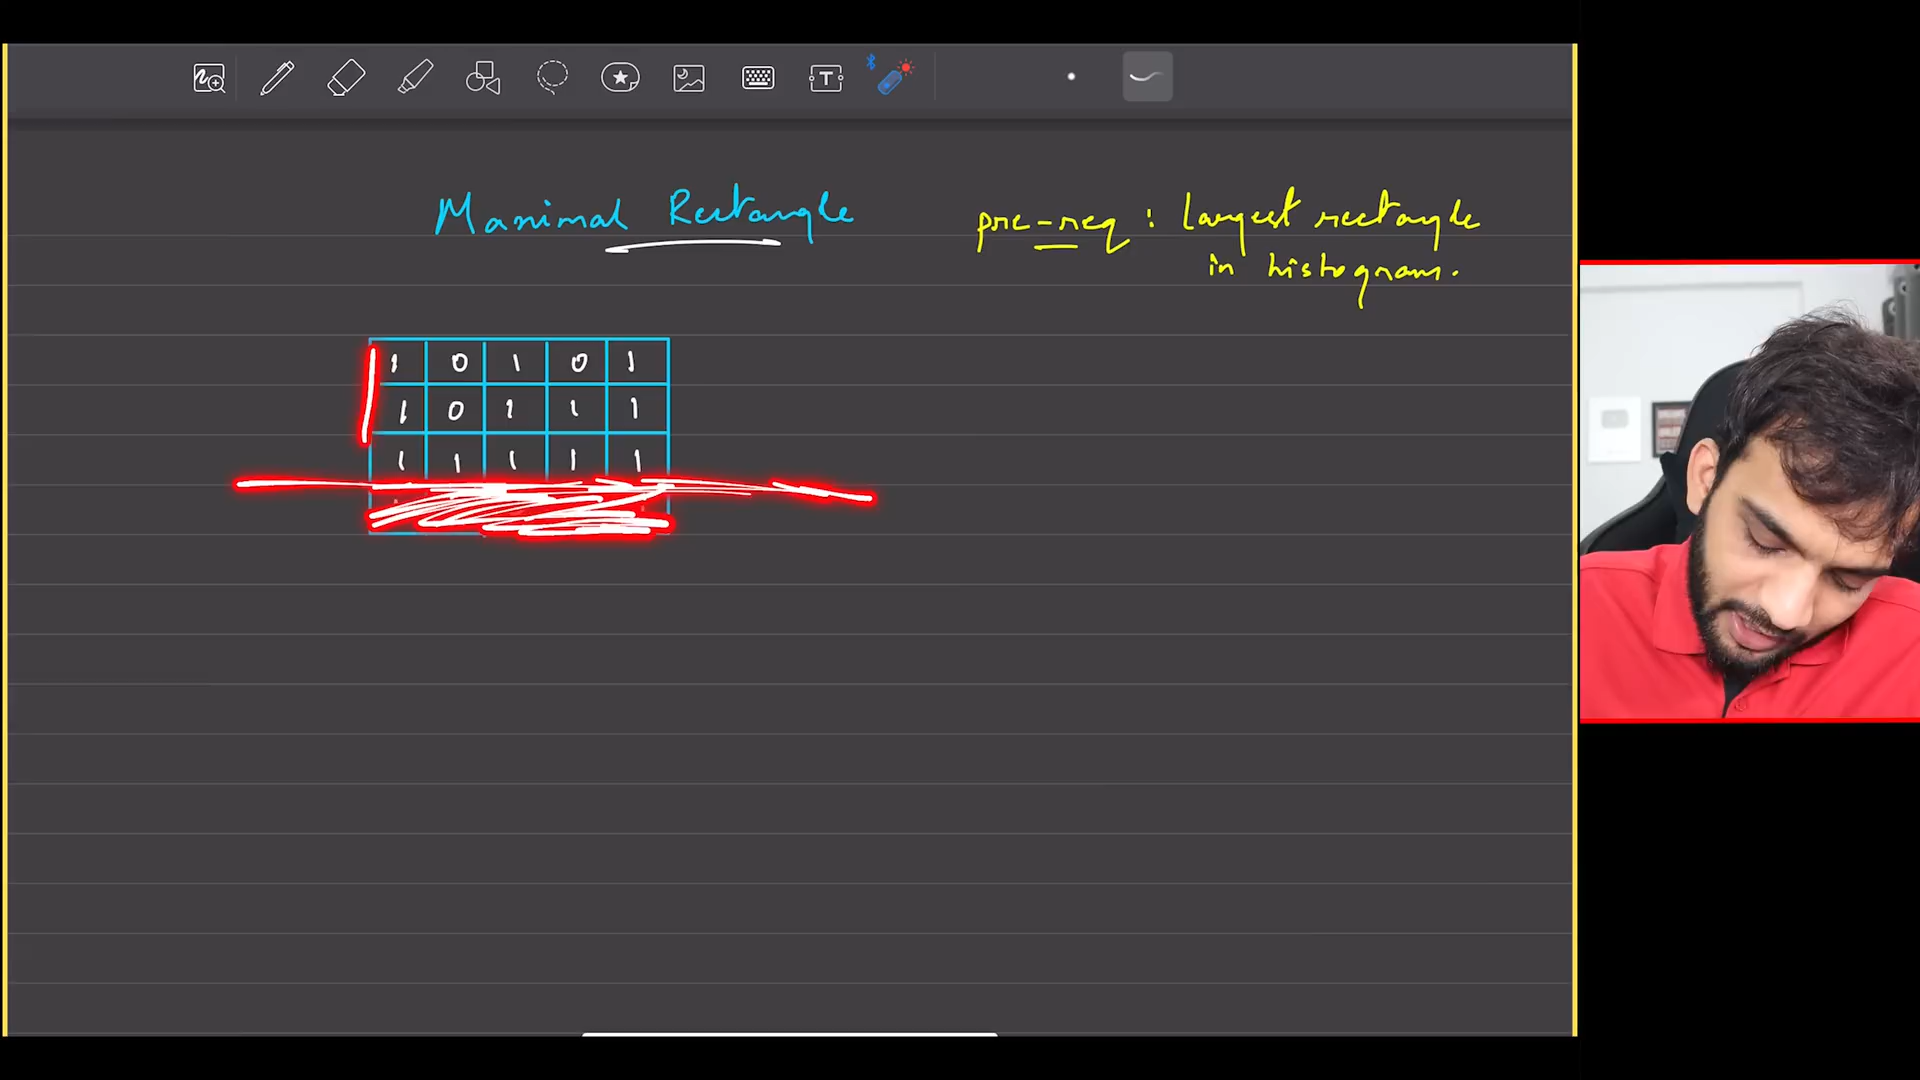 Maximal Rectangle
pre-req : largest rectangle
in histogram.
1 0 1 0 1
1 0 1 1 1
1 1 1 1 1